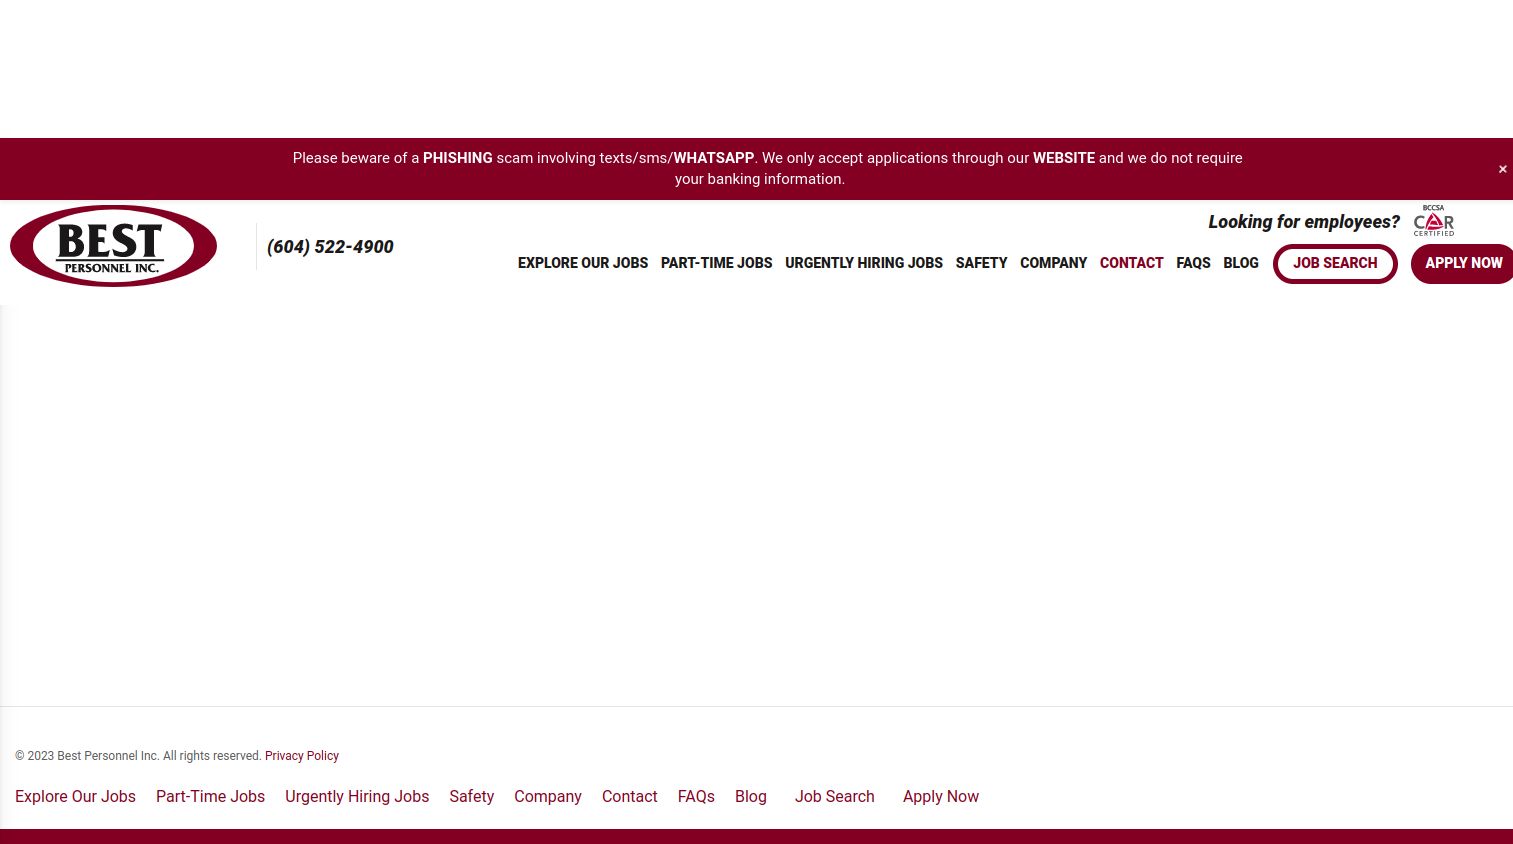 Please beware of a PHISHING scam involving texts/sms/WHATSAPP. We only accept applications through our WEBSITE and we do not require
your banking information.
×
BEST
PERSONNEL INC.
(604) 522-4900
Looking for employees?
BCCSA
COR
CERTIFIED
EXPLORE OUR JOBS PART-TIME JOBS URGENTLY HIRING JOBS SAFETY COMPANY CONTACT FAQS BLOG JOB SEARCH APPLY NOW
© 2023 Best Personnel Inc. All rights reserved. Privacy Policy
Explore Our Jobs Part-Time Jobs Urgently Hiring Jobs Safety Company Contact FAQs Blog Job Search Apply Now